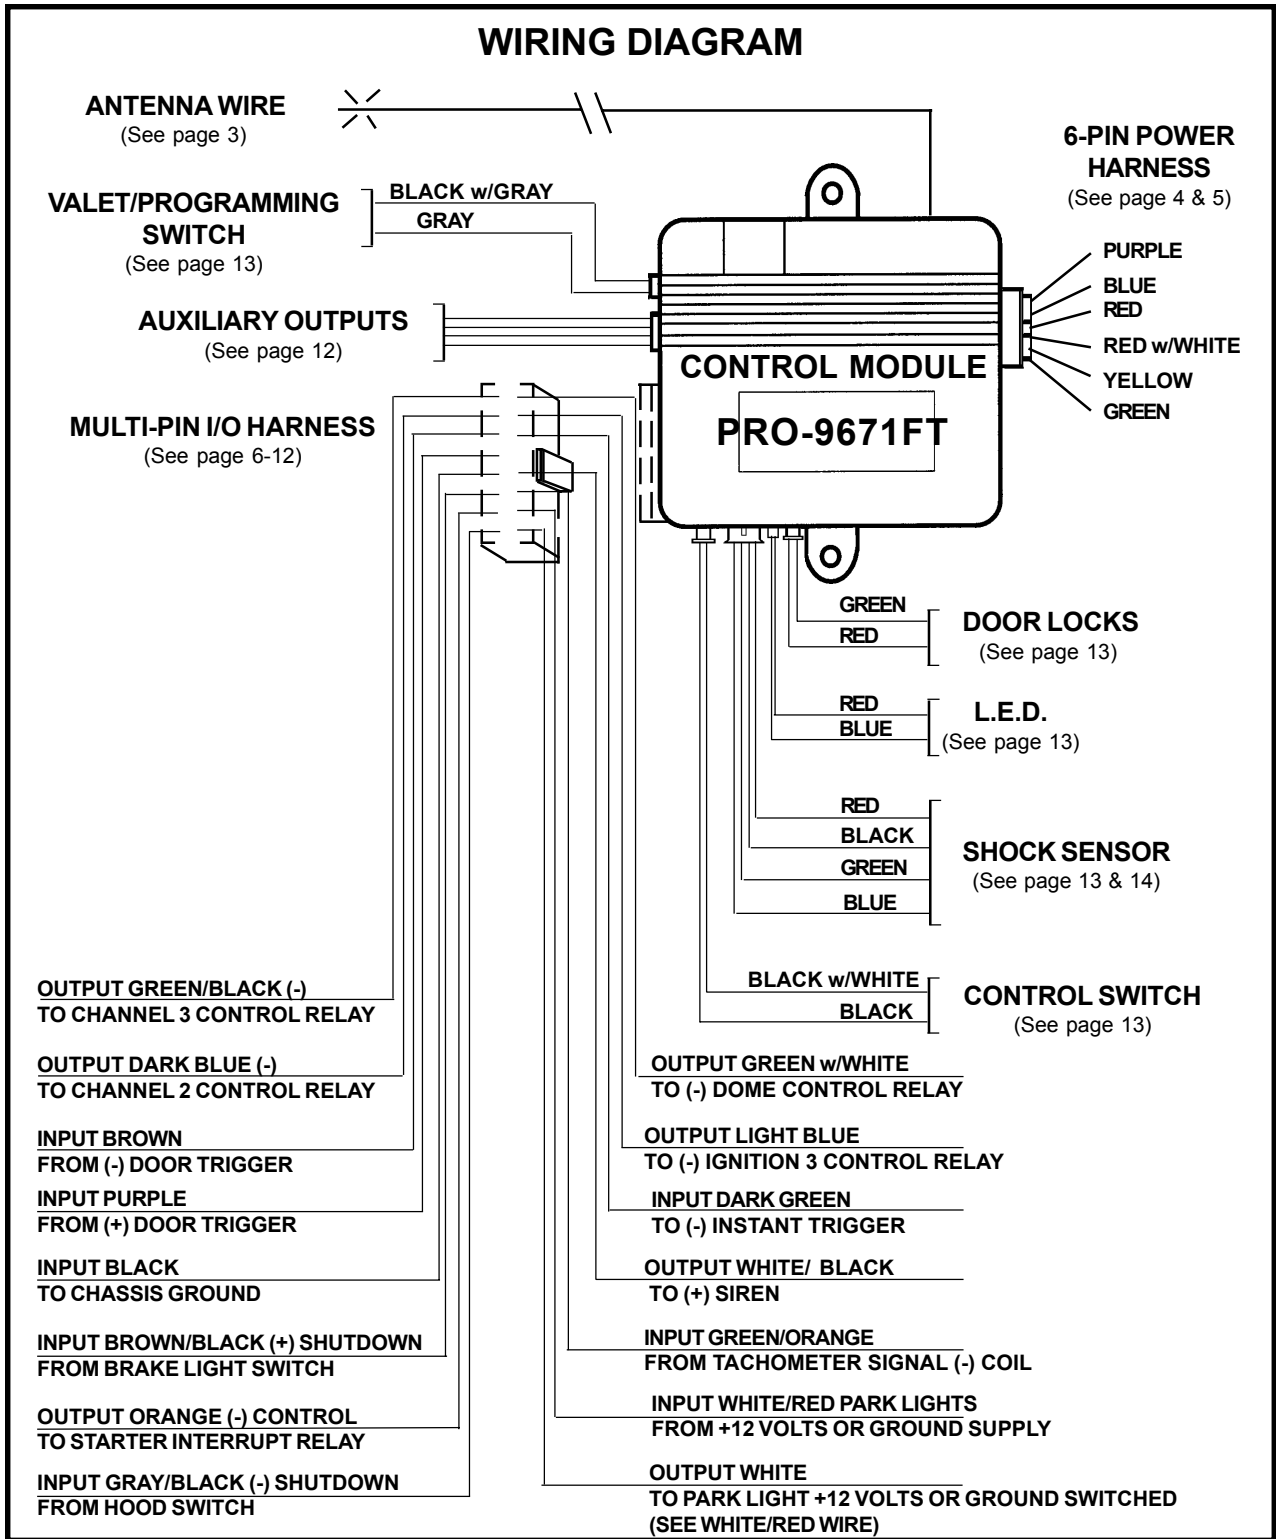 WIRING DIAGRAM
ANTENNA WIRE
(See page 3)
6-PIN POWER
HARNESS
(See page 4 & 5)
VALET/PROGRAMMING
SWITCH
(See page 13)
BLACK w/GRAY
GRAY
PURPLE
BLUE
RED
RED w/WHITE
YELLOW
GREEN
AUXILIARY OUTPUTS
(See page 12)
CONTROL MODULE
PRO-9671FT
MULTI-PIN I/O HARNESS
(See page 6-12)
GREEN
RED
DOOR LOCKS
(See page 13)
RED
BLUE
L.E.D.
(See page 13)
RED
BLACK
GREEN
BLUE
SHOCK SENSOR
(See page 13 & 14)
BLACK w/WHITE
BLACK
CONTROL SWITCH
(See page 13)
OUTPUT GREEN/BLACK (-)
TO CHANNEL 3 CONTROL RELAY
OUTPUT DARK BLUE (-)
TO CHANNEL 2 CONTROL RELAY
INPUT BROWN
FROM (-) DOOR TRIGGER
INPUT PURPLE
FROM (+) DOOR TRIGGER
INPUT BLACK
TO CHASSIS GROUND
INPUT BROWN/BLACK (+) SHUTDOWN
FROM BRAKE LIGHT SWITCH
OUTPUT ORANGE (-) CONTROL
TO STARTER INTERRUPT RELAY
INPUT GRAY/BLACK (-) SHUTDOWN
FROM HOOD SWITCH
OUTPUT GREEN w/WHITE
TO (-) DOME CONTROL RELAY
OUTPUT LIGHT BLUE
TO (-) IGNITION 3 CONTROL RELAY
INPUT DARK GREEN
TO (-) INSTANT TRIGGER
OUTPUT WHITE/ BLACK
TO (+) SIREN
INPUT GREEN/ORANGE
FROM TACHOMETER SIGNAL (-) COIL
INPUT WHITE/RED PARK LIGHTS
FROM +12 VOLTS OR GROUND SUPPLY
OUTPUT WHITE
TO PARK LIGHT +12 VOLTS OR GROUND SWITCHED
(SEE WHITE/RED WIRE)